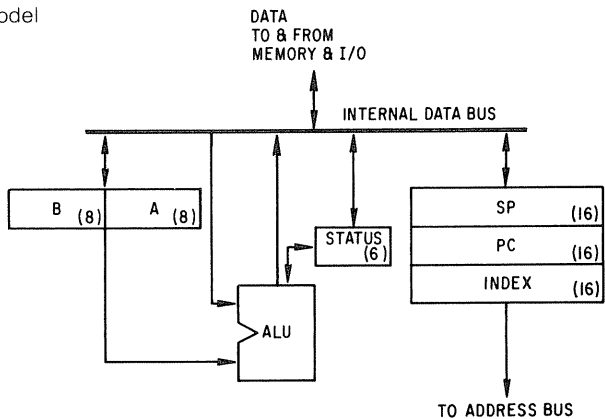 odel
DATA
TO & FROM
MEMORY & I/O
INTERNAL DATA BUS
B (8) A (8)
STATUS
(6)
SP (16)
PC (16)
INDEX (16)
ALU
TO ADDRESS BUS